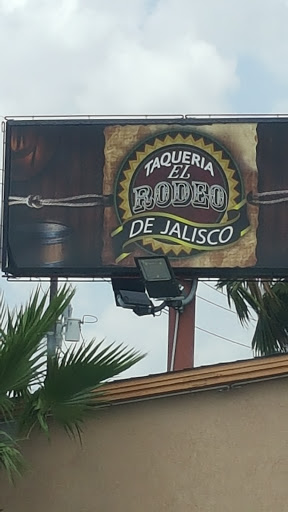 TAQUERIA
EL
RODEO
DE JALISCO